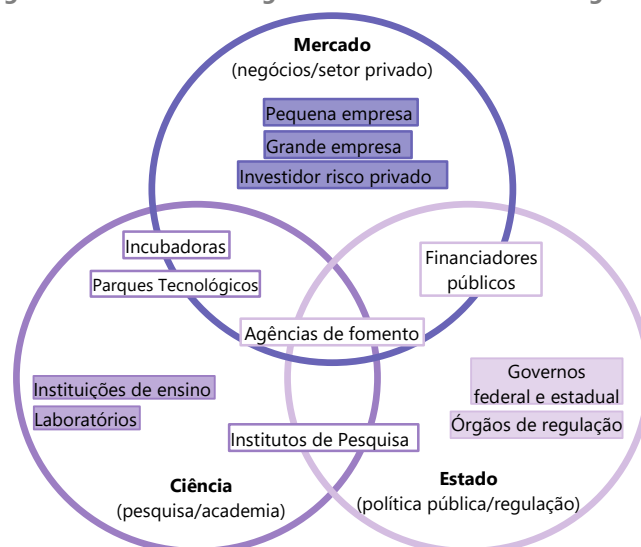 Mercado
(negócios/setor privado)
Pequena empresa
Grande empresa
Investidor risco privado
Incubadoras
Parques Tecnológicos
Financiadores
públicos
Agências de fomento
Instituições de ensino
Laboratórios
Governos
federal e estadual
Órgãos de regulação
Institutos de Pesquisa
Ciência
(pesquisa/academia)
Estado
(política pública/regulação)